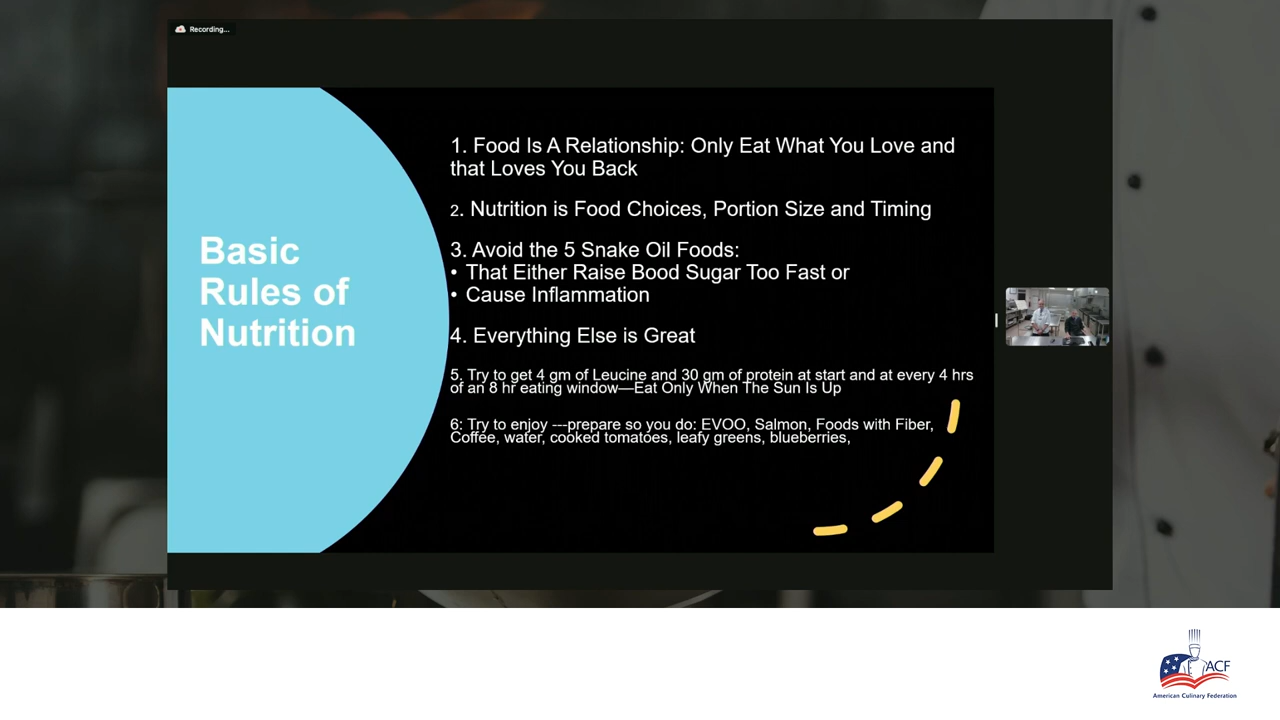 Recording...
Basic
Rules of
Nutrition
1. Food Is A Relationship: Only Eat What You Love and
that Loves You Back
2. Nutrition is Food Choices, Portion Size and Timing
3. Avoid the 5 Snake Oil Foods:
• That Either Raise Bood Sugar Too Fast or
• Cause Inflammation
4. Everything Else is Great
5. Try to get 4 gm of Leucine and 30 gm of protein at start and at every 4 hrs
of an 8 hr eating window—Eat Only When The Sun Is Up
6: Try to enjoy ---prepare so you do: EVOO, Salmon, Foods with Fiber,
Coffee, water, cooked tomatoes, leafy greens, blueberries,
ACF
American Culinary Federation